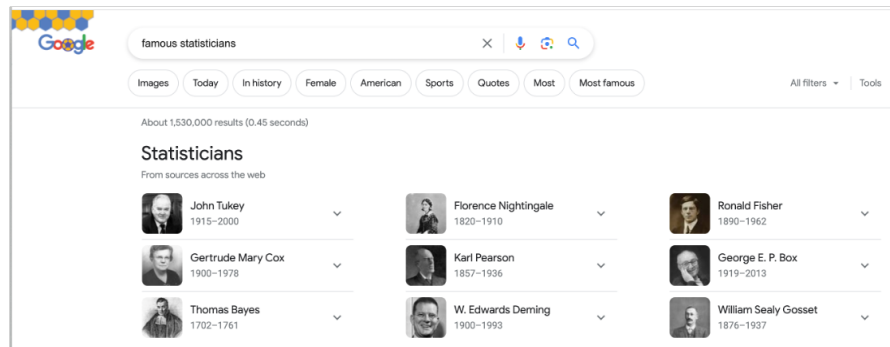 Google
famous statisticians
Images Today In history Female American Sports Quotes Most Most famous All filters Tools
About 1,530,000 results (0.45 seconds)
Statisticians
From sources across the web
John Tukey
1915–2000
Florence Nightingale
1820–1910
Ronald Fisher
1890–1962
Gertrude Mary Cox
1900–1978
Karl Pearson
1857–1936
George E. P. Box
1919–2013
Thomas Bayes
1702–1761
W. Edwards Deming
1900–1993
William Sealy Gosset
1876–1937